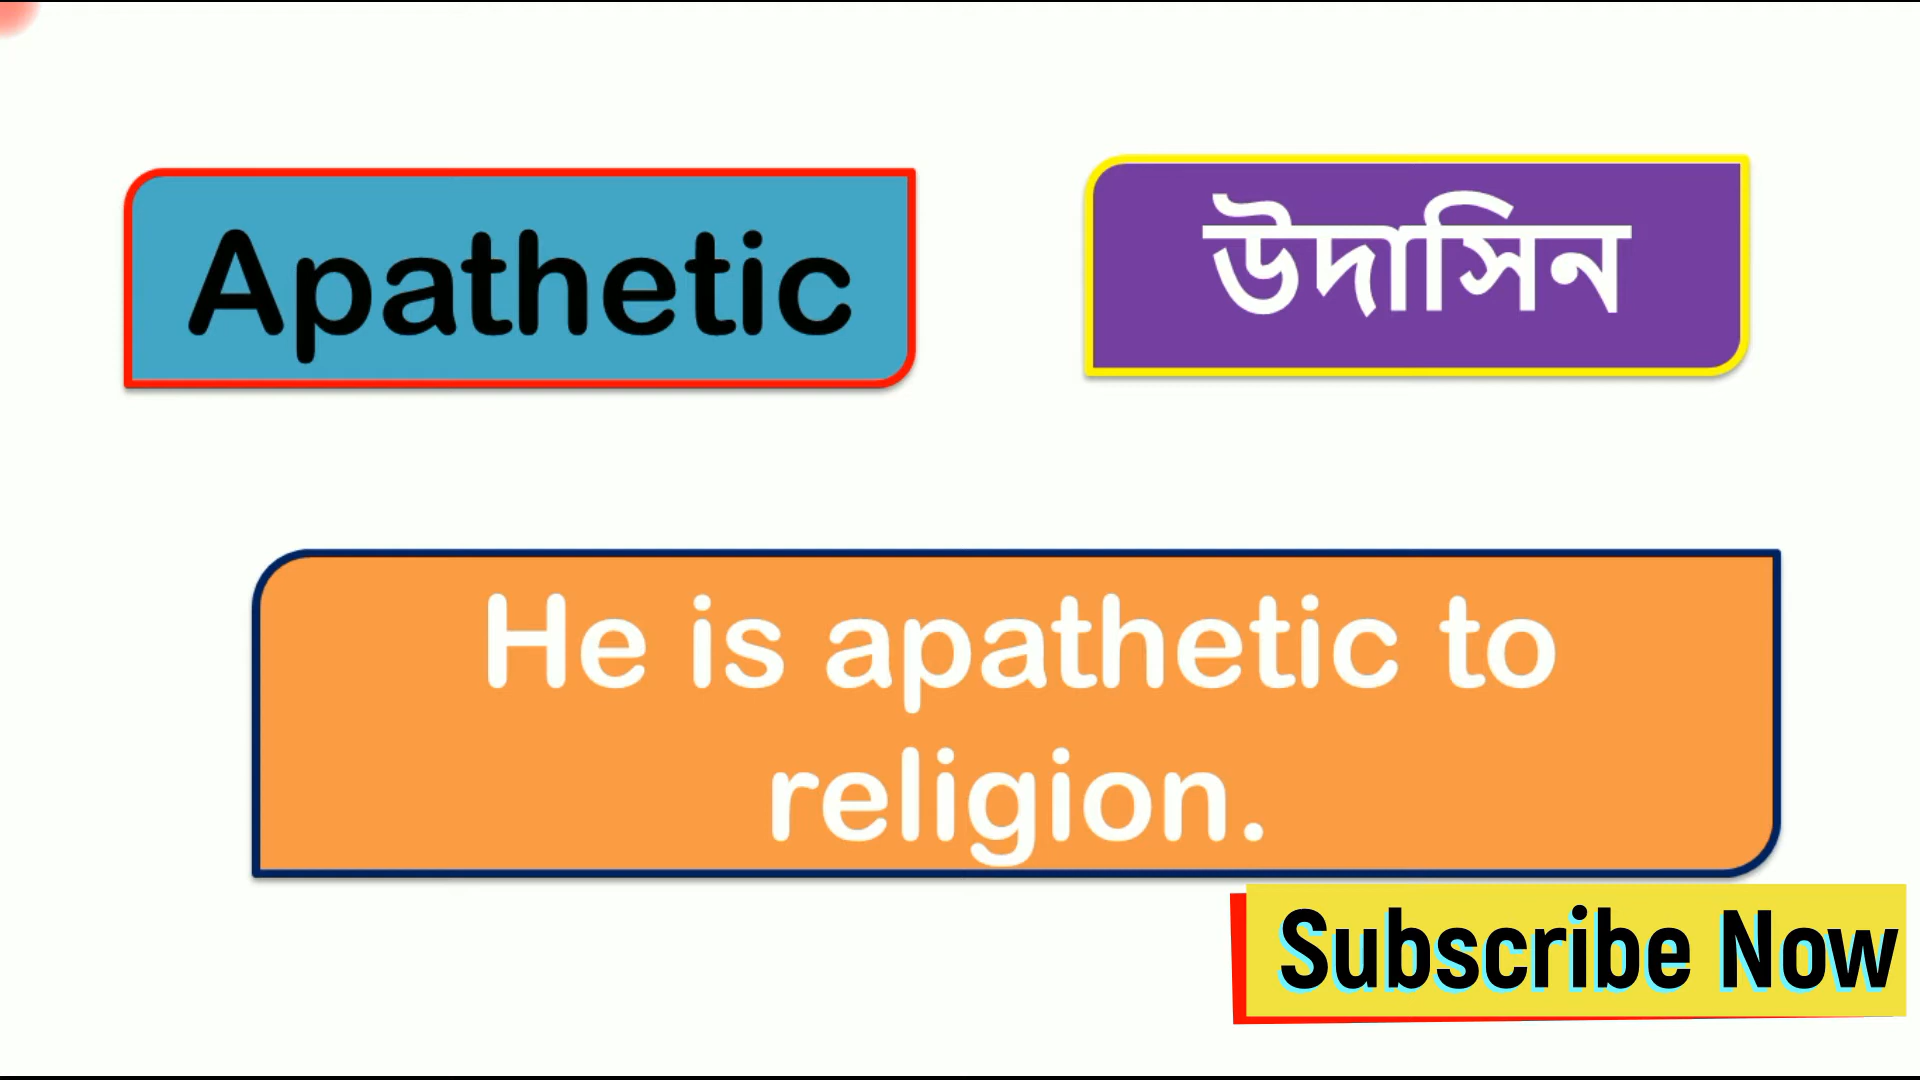 Apathetic
উদাসিন
He is apathetic to
religion.
Subscribe Now